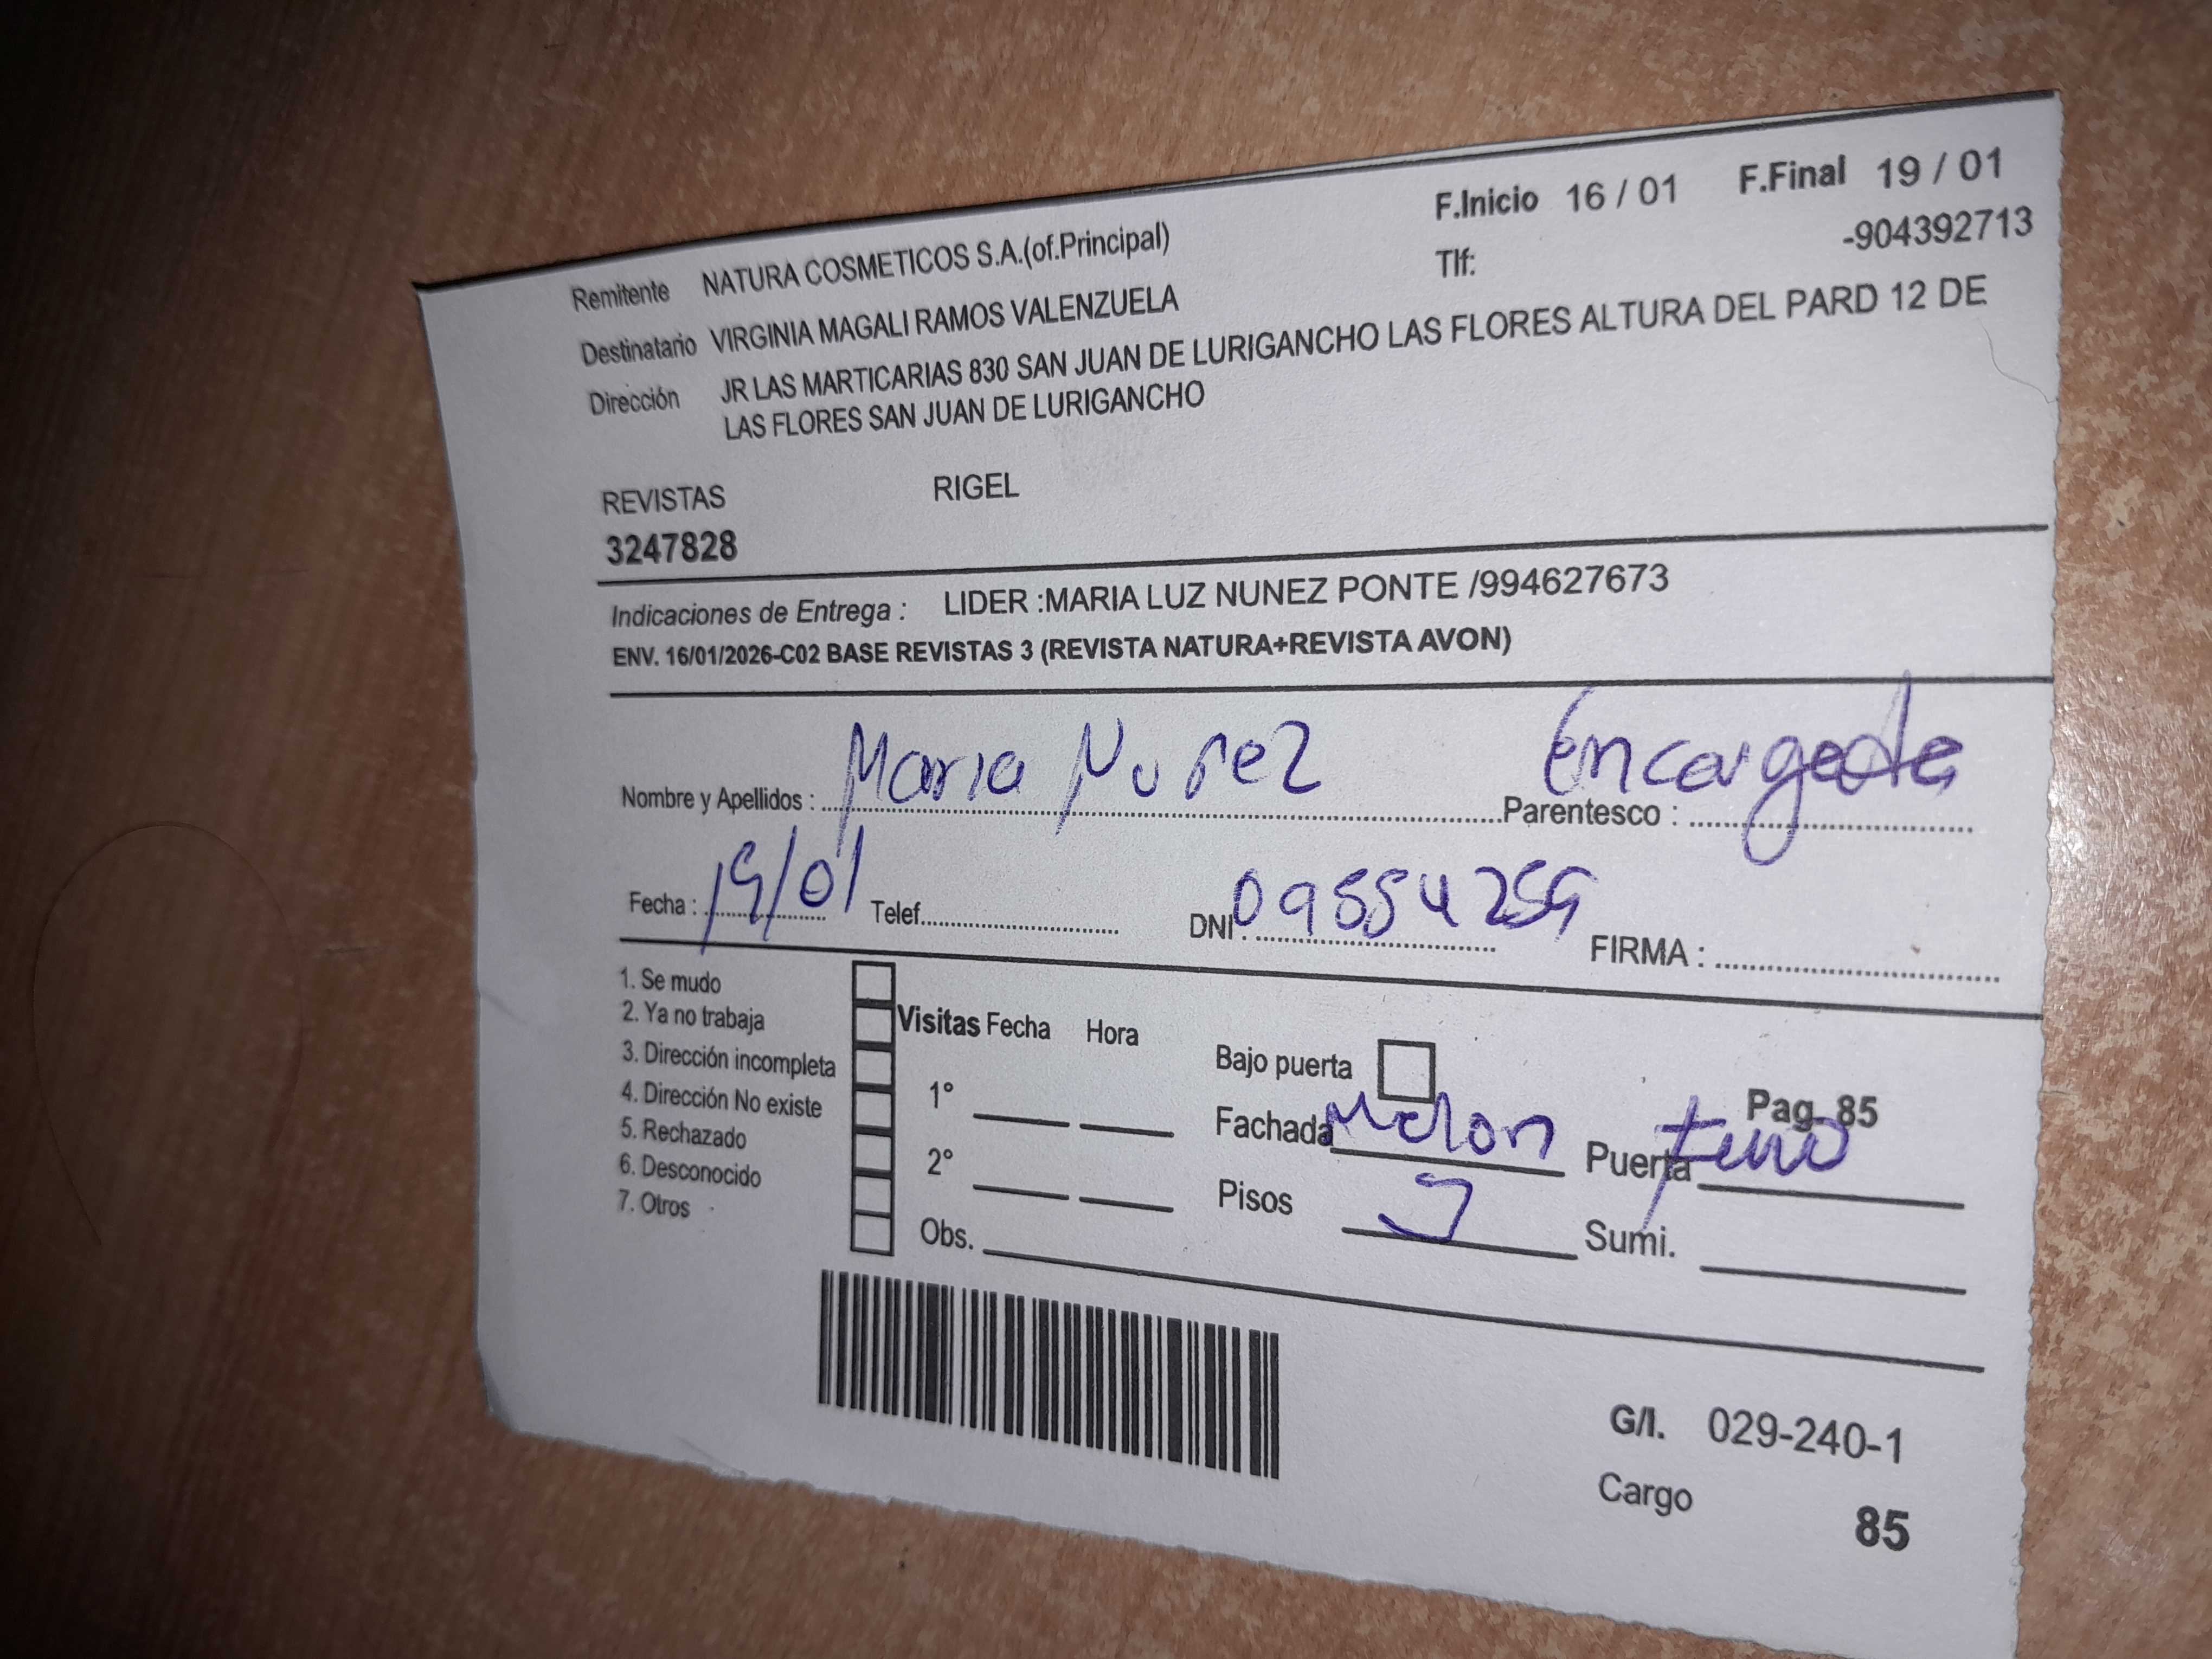 F.Inicio 16 / 01 F.Final 19 / 01
Remitente NATURA COSMETICOS S.A.(of.Principal) Tlf: -904392713
Destinatario VIRGINIA MAGALI RAMOS VALENZUELA
Dirección JR LAS MARTICARIAS 830 SAN JUAN DE LURIGANCHO LAS FLORES ALTURA DEL PARD 12 DE
LAS FLORES SAN JUAN DE LURIGANCHO
REVISTAS RIGEL
3247828
Indicaciones de Entrega : LIDER :MARIA LUZ NUNEZ PONTE /994627673
ENV. 16/01/2026-C02 BASE REVISTAS 3 (REVISTA NATURA+REVISTA AVON)
Nombre y Apellidos : Maria Nuñez Parentesco : Encargada
Fecha : 19/01 Telef. DNI : FIRMA :
1. Se mudo
2. Ya no trabaja
3. Dirección incompleta
4. Dirección No existe
5. Rechazado
6. Desconocido
7. Otros
Visitas Fecha Hora
1°
2°
Obs.
Bajo puerta Pag. 85
Fachada Melon Puerta
Pisos Sumi.
G/I. 029-240-1
Cargo 85